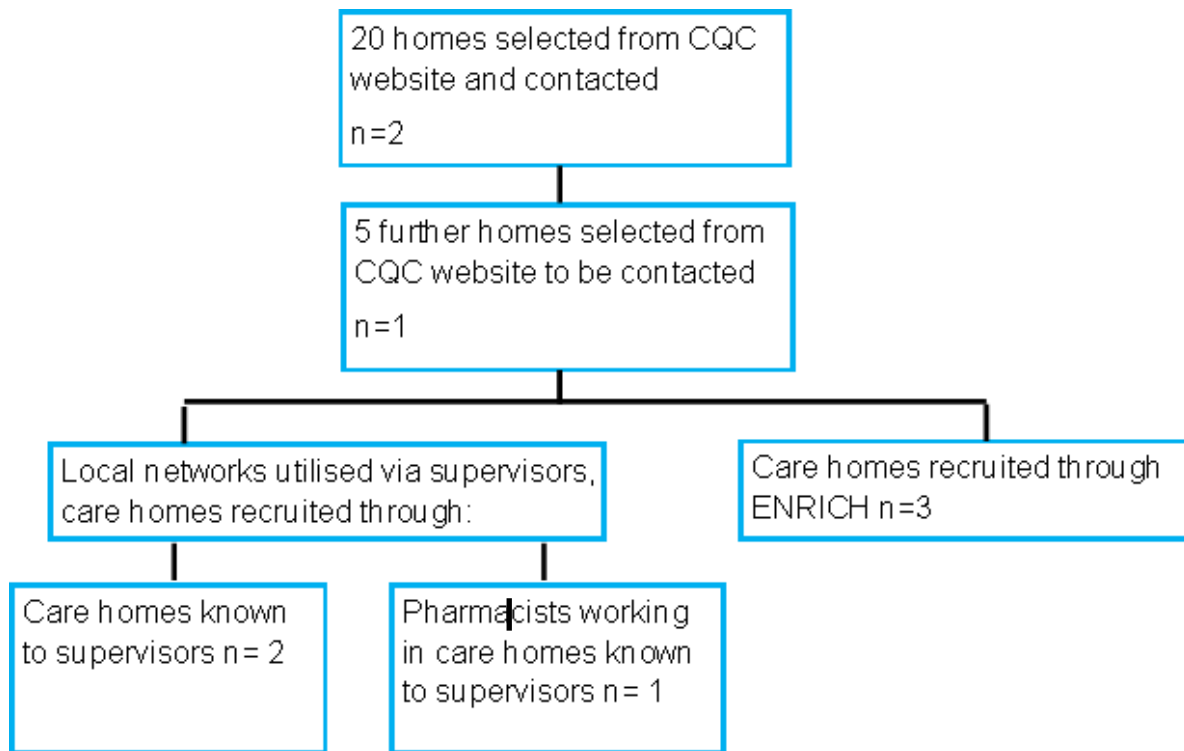 20 homes selected from CQC
website and contacted
n=2
5 further homes selected from
CQC website to be contacted
n=1
Local networks utilised via supervisors,
care homes recruited through:
Care homes recruited through
ENRICH n=3
Care homes known
to supervisors n= 2
Pharmacists working
in care homes known
to supervisors n= 1